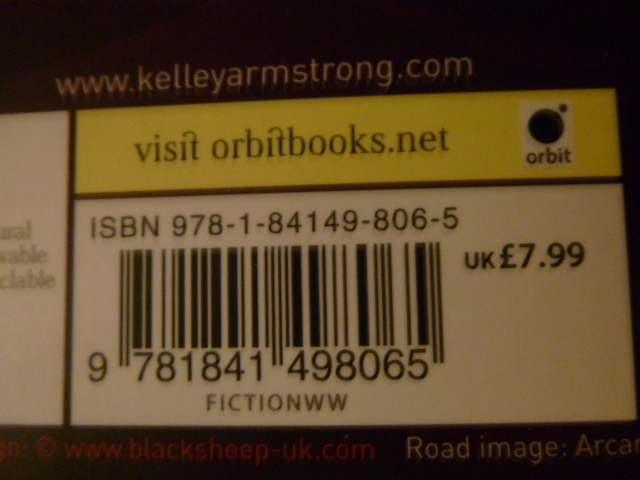 www.kelleyarmstrong.com
visit orbitbooks.net
orbit
ISBN 978-1-84149-806-5
UK£7.99
9 781841 498065
FICTIONWW
www.blacksheep-uk.com Road image: